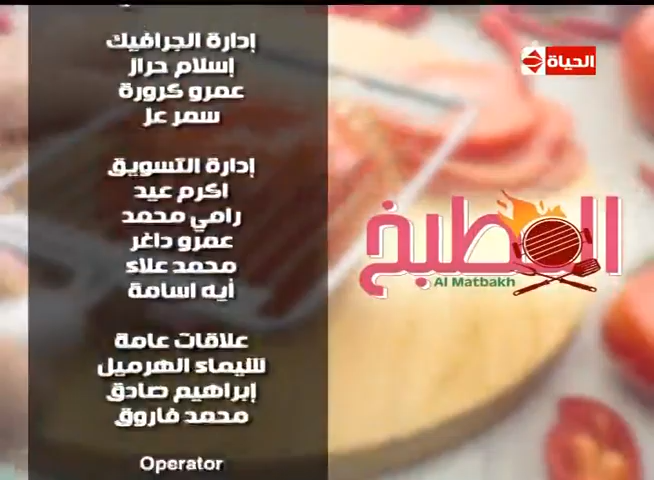 إدارة الجرافيك
إسلام حراز
عمرو كرورة
سمر عز
إدارة التسويق
اكرم عيد
رامي محمد
عمرو داغر
محمد علاء
أيه اسامة
علاقات عامة
شيماء الهرميل
إبراهيم صادق
محمد فاروق
Operator
الحياة
المطبخ
Al Matbakh